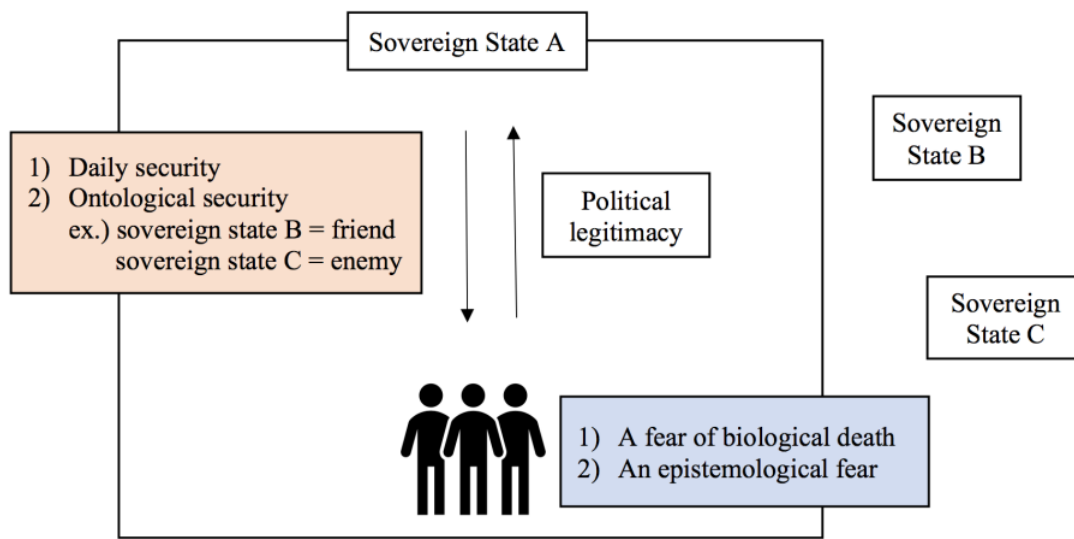 Sovereign State A
1) Daily security
2) Ontological security
ex.) sovereign state B = friend
sovereign state C = enemy
Political
legitimacy
Sovereign
State B
Sovereign
State C
1) A fear of biological death
2) An epistemological fear